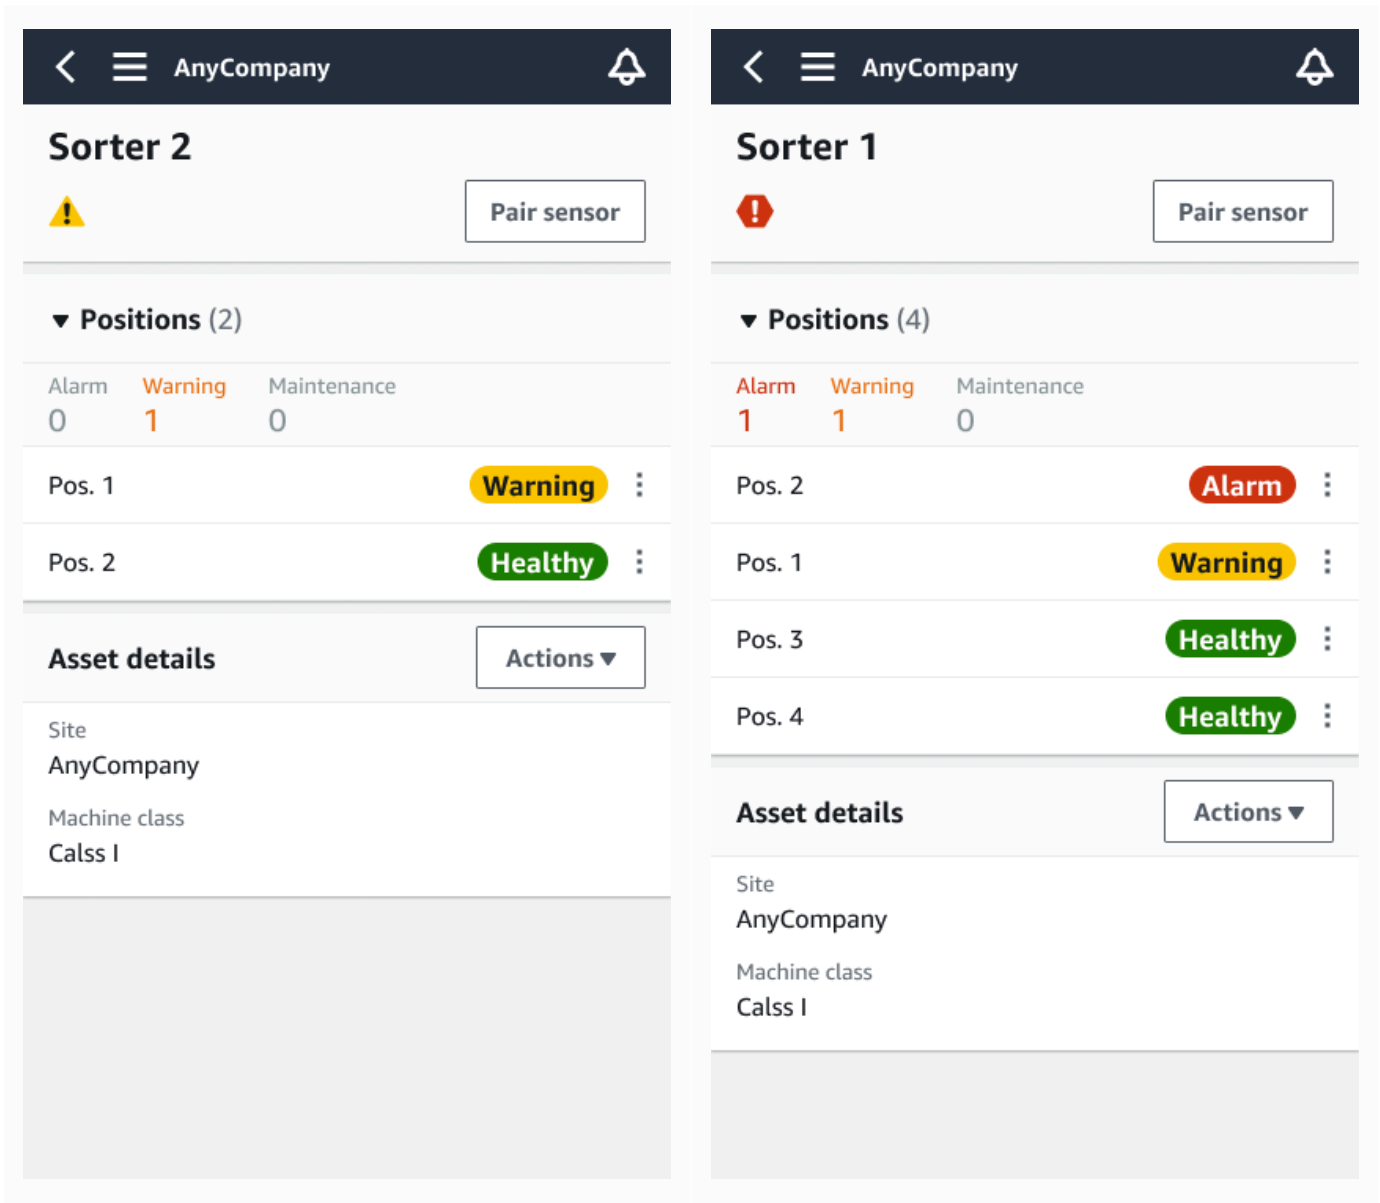 AnyCompany
Sorter 2
Pair sensor
Positions (2)
Alarm Warning Maintenance
0 1 0
Pos. 1 Warning
Pos. 2 Healthy
Asset details Actions
Site
AnyCompany
Machine class
Calss I
AnyCompany
Sorter 1
Pair sensor
Positions (4)
Alarm Warning Maintenance
1 1 0
Pos. 2 Alarm
Pos. 1 Warning
Pos. 3 Healthy
Pos. 4 Healthy
Asset details Actions
Site
AnyCompany
Machine class
Calss I